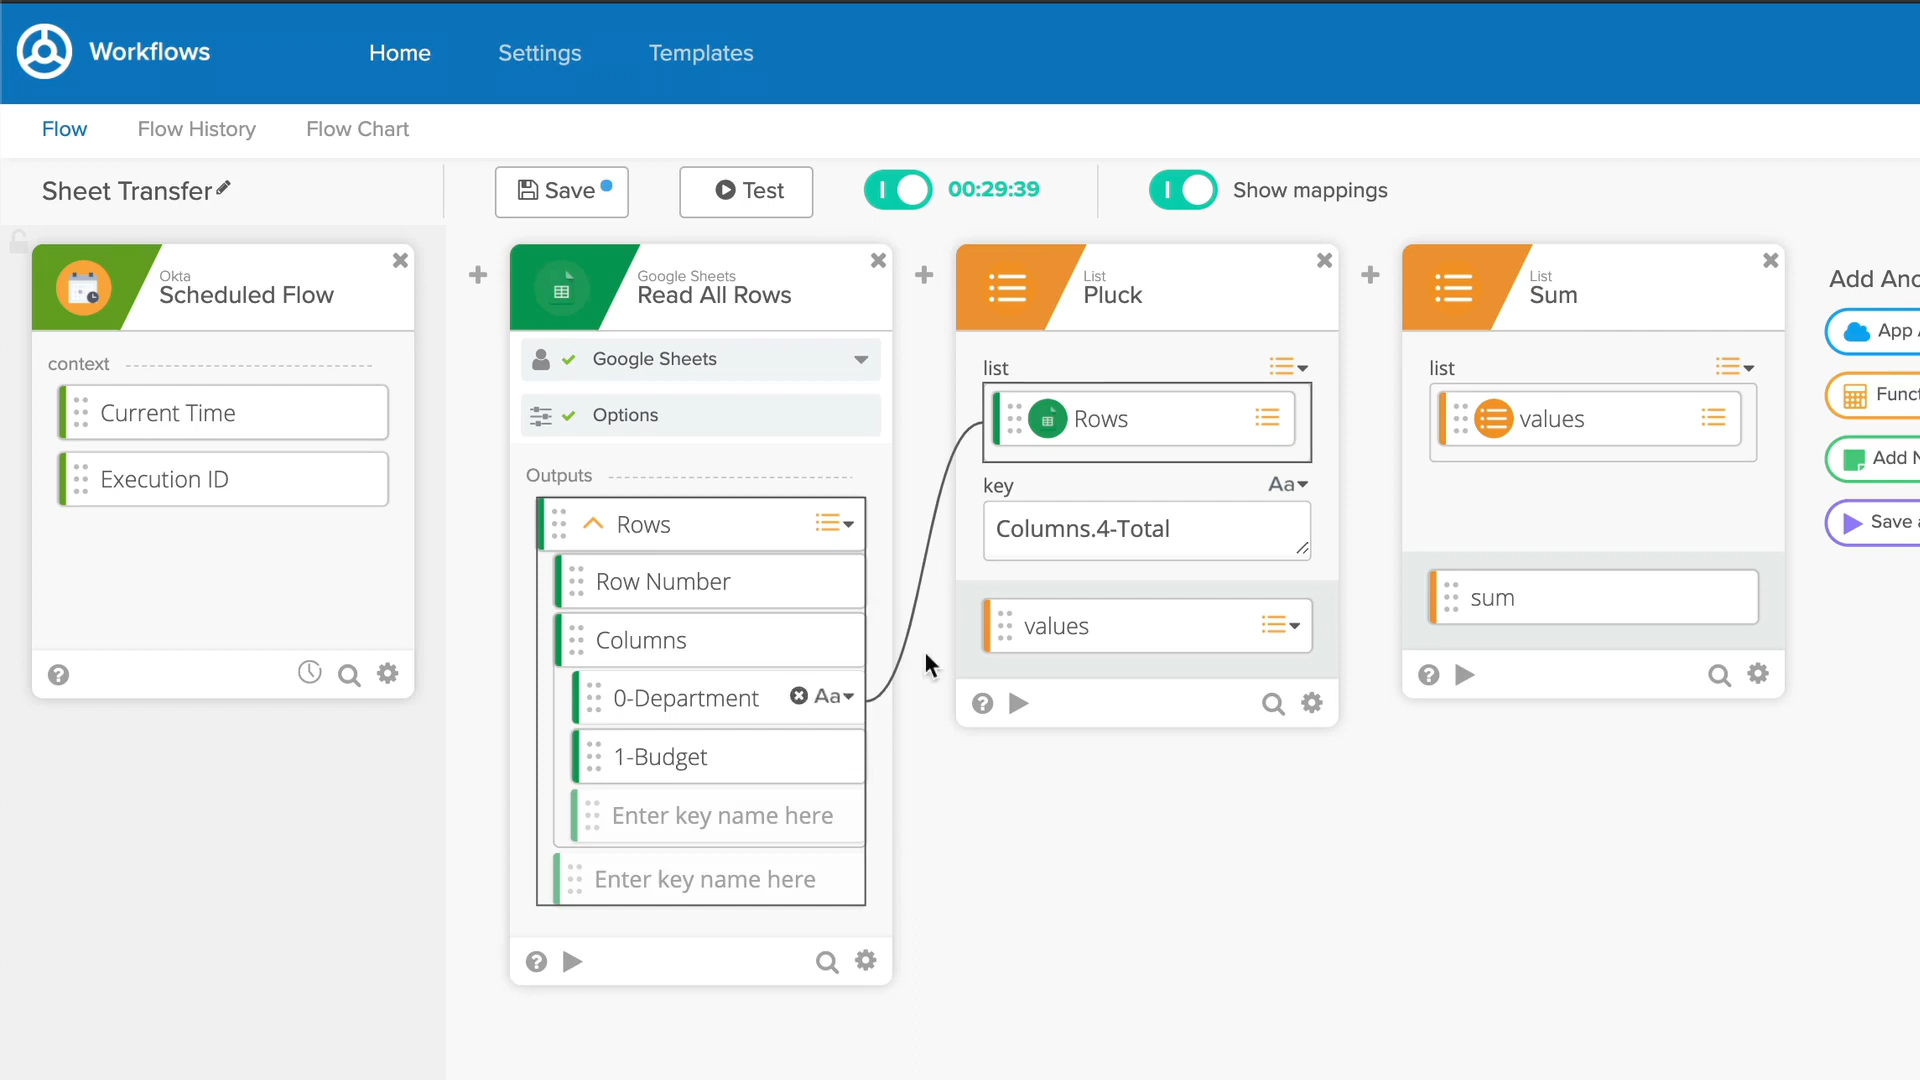 Workflows
Home
Settings
Templates
Flow
Flow History
Flow Chart
Sheet Transfer
Save
Test
00:29:39
Show mappings
Okta
Scheduled Flow
context
Current Time
Execution ID
Google Sheets
Read All Rows
Google Sheets
Options
Outputs
Rows
Row Number
Columns
0-Department
Aa
1-Budget
Enter key name here
Enter key name here
List
Pluck
list
Rows
key
Aa
Columns.4-Total
values
List
Sum
list
values
sum
Add
App
Add
Save